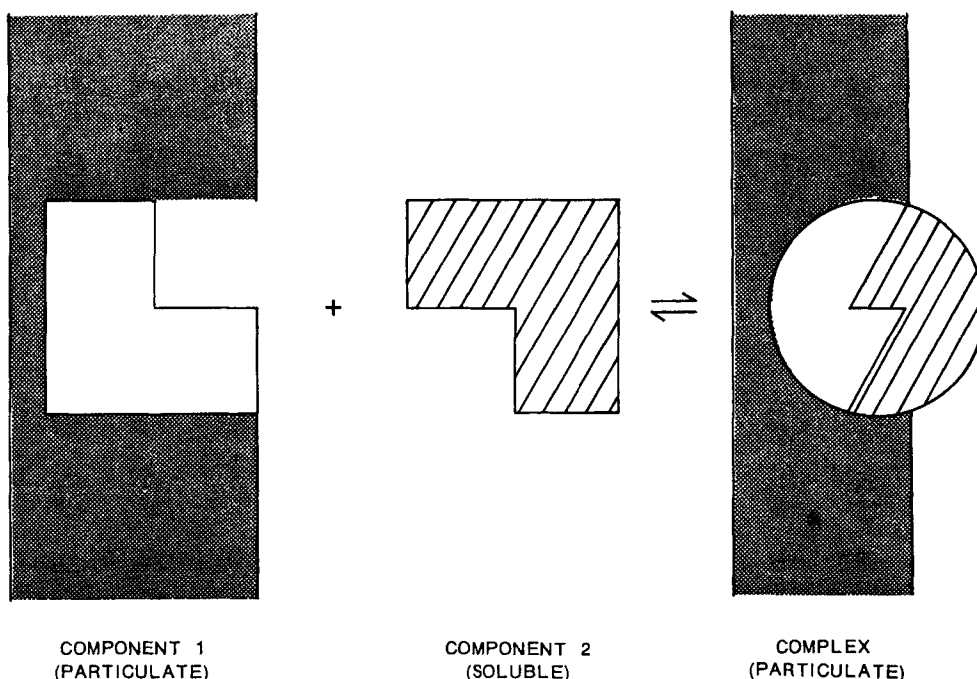 +
COMPONENT 1
(PARTICULATE)
COMPONENT 2
(SOLUBLE)
COMPLEX
(PARTICULATE)